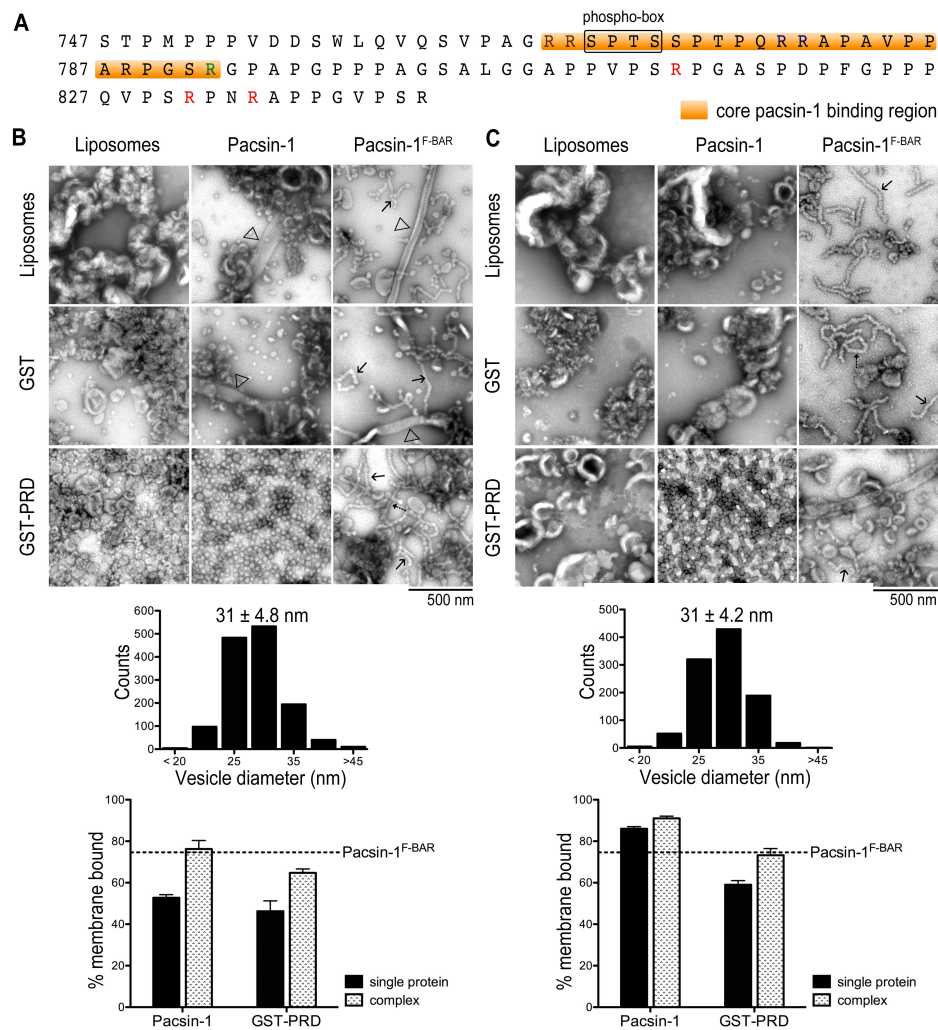 A
phospho-box
747 S T P M P P P V D D S W L Q V Q S V P A G R R S P T S S P T P Q R R A P A V P P
787 A R P G S R G P A P G P P P A G S A L G G A P P V P S R P G A S P D P F G P P P
827 Q V P S R P N R A P P G V P S R
core pacsin-1 binding region
B
Liposomes Pacsin-1 Pacsin-1F-BAR
Liposomes
GST
GST-PRD
500 nm
31 ± 4.8 nm
Counts
600
500
400
300
200
100
0
< 20 25 35 >45
Vesicle diameter (nm)
% membrane bound
100
80
60
40
20
0
Pacsin-1F-BAR
single protein
complex
Pacsin-1 GST-PRD
C
Liposomes Pacsin-1 Pacsin-1F-BAR
Liposomes
GST
GST-PRD
500 nm
31 ± 4.2 nm
Counts
500
400
300
200
100
0
< 20 25 35 >45
Vesicle diameter (nm)
% membrane bound
100
80
60
40
20
0
Pacsin-1F-BAR
single protein
complex
Pacsin-1 GST-PRD